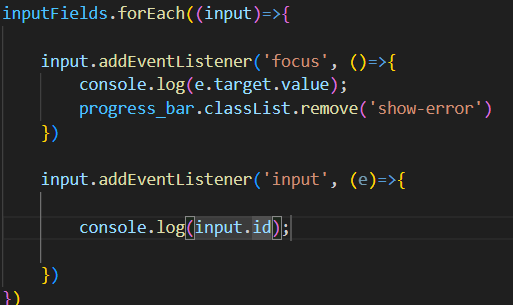 inputFields.forEach((input)=>{
input.addEventListener('focus', ()=>{
console.log(e.target.value);
progress_bar.classList.remove('show-error')
})
input.addEventListener('input', (e)=>{
console.log(input.id);
})
})